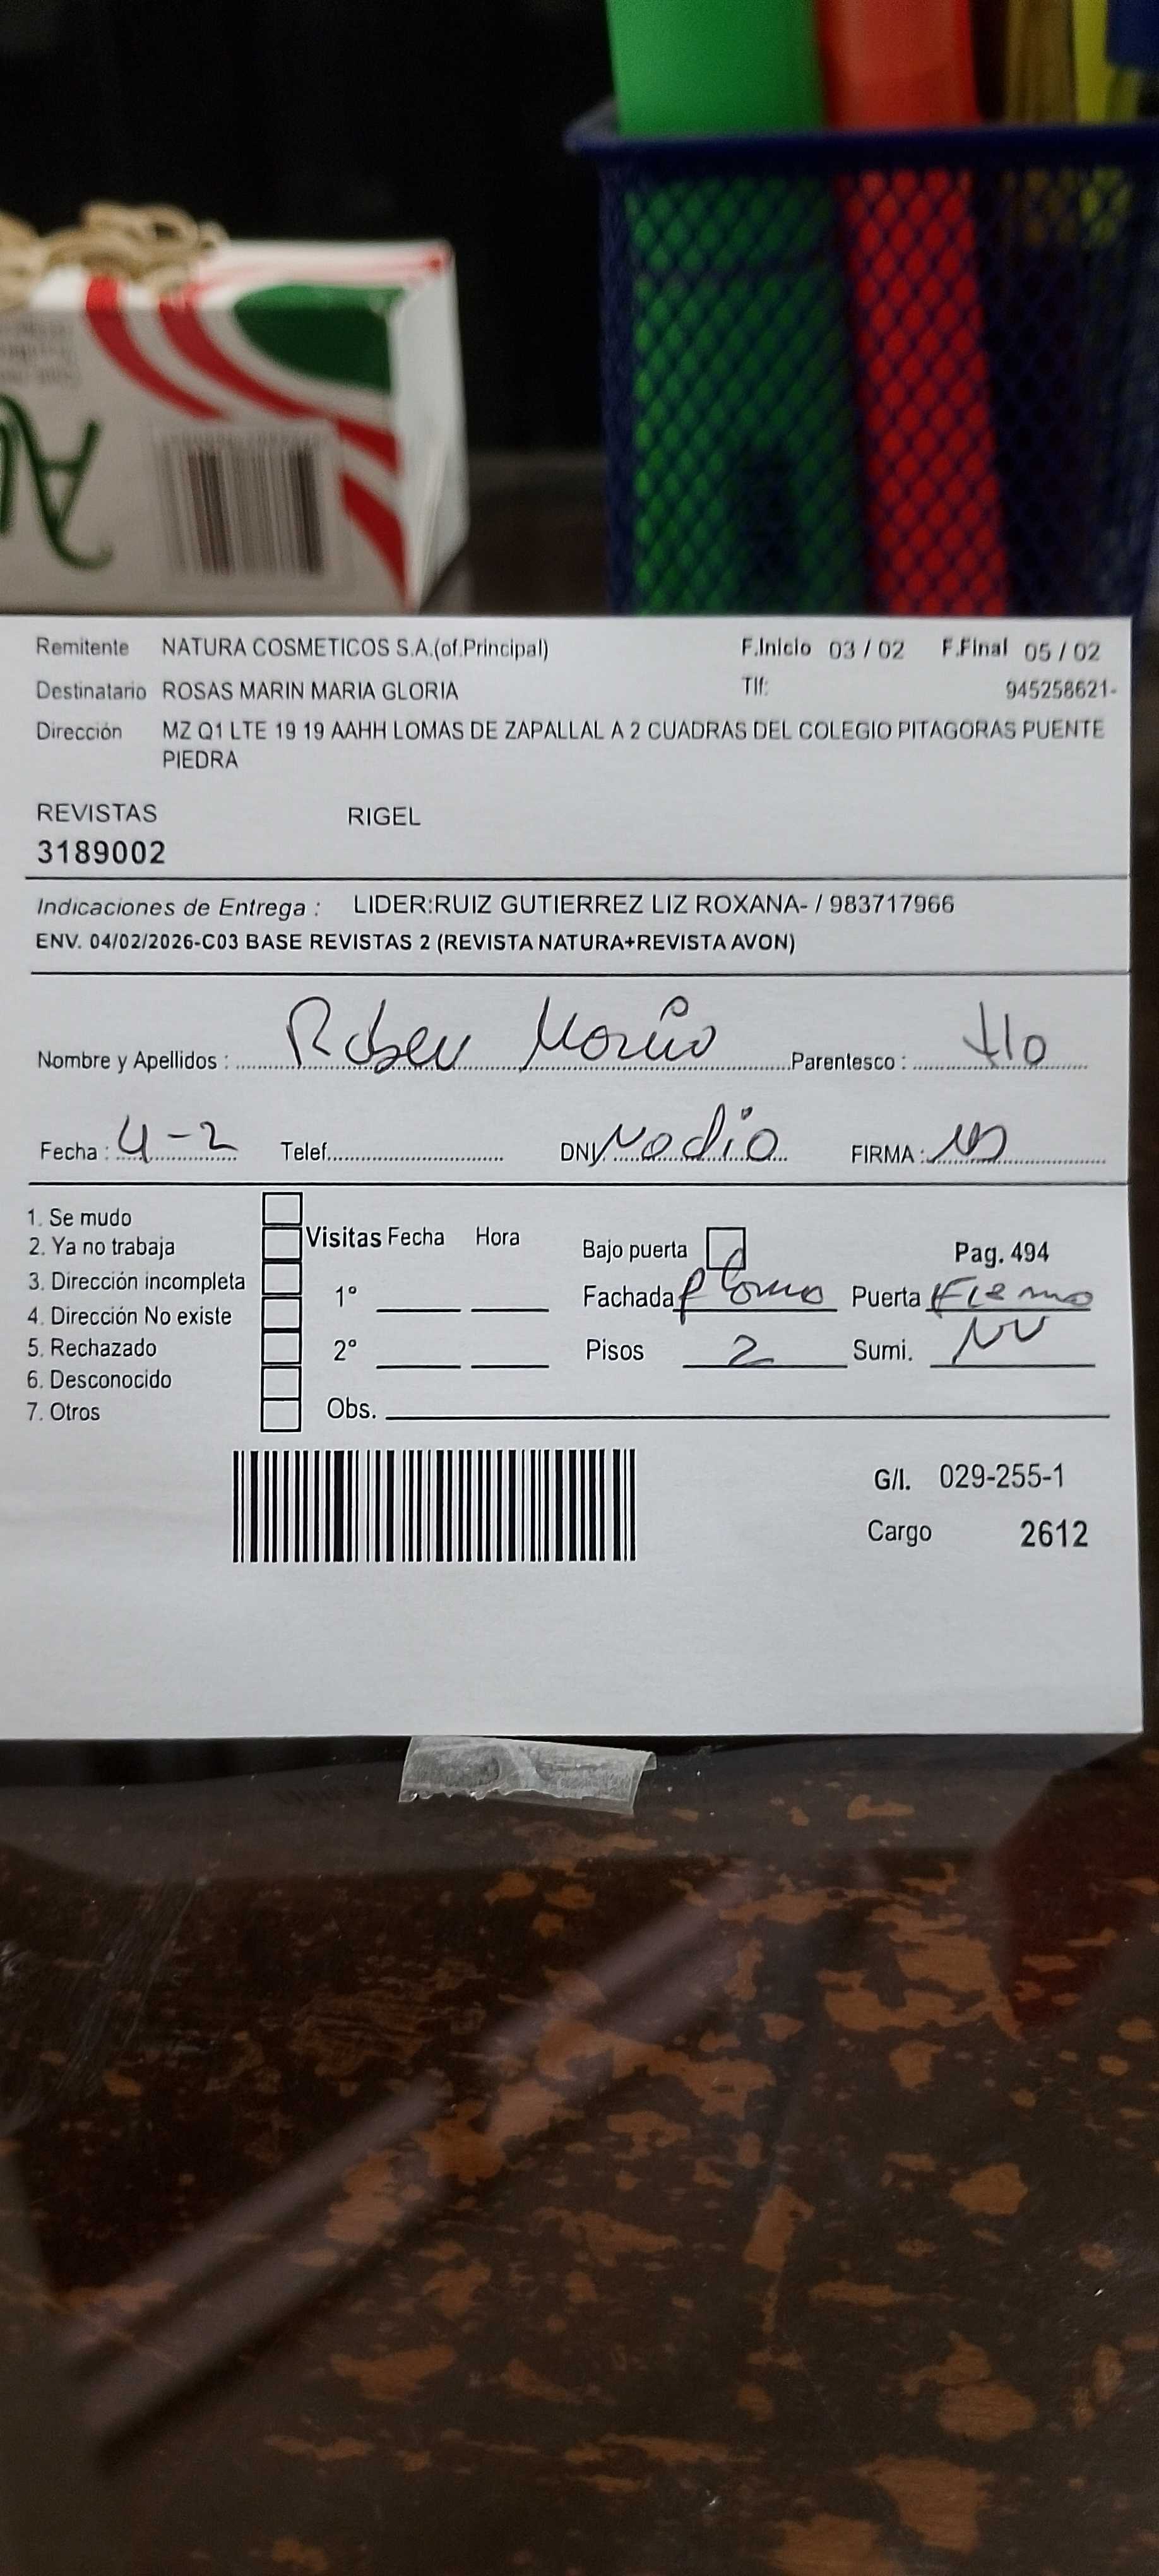 Remitente NATURA COSMETICOS S.A.(of.Principal) F.Inicio 03 / 02 F.Final 05 / 02
Destinatario ROSAS MARIN MARIA GLORIA Tlf: 945258621-
Dirección MZ Q1 LTE 19 19 AAHH LOMAS DE ZAPALLAL A 2 CUADRAS DEL COLEGIO PITAGORAS PUENTE
PIEDRA
REVISTAS RIGEL
3189002
Indicaciones de Entrega : LIDER:RUIZ GUTIERREZ LIZ ROXANA- / 983717966
ENV. 04/02/2026-C03 BASE REVISTAS 2 (REVISTA NATURA+REVISTA AVON)
Nombre y Apellidos : Parentesco :
Fecha : 4-2 Telef. DNI No dio FIRMA :
1. Se mudo
2. Ya no trabaja Visitas Fecha Hora Bajo puerta Pag. 494
3. Dirección incompleta 1° Fachada Plomo Puerta Fierro
4. Dirección No existe
5. Rechazado 2° Pisos 2 Sumi.
6. Desconocido
7. Otros Obs.
G/I. 029-255-1
Cargo 2612